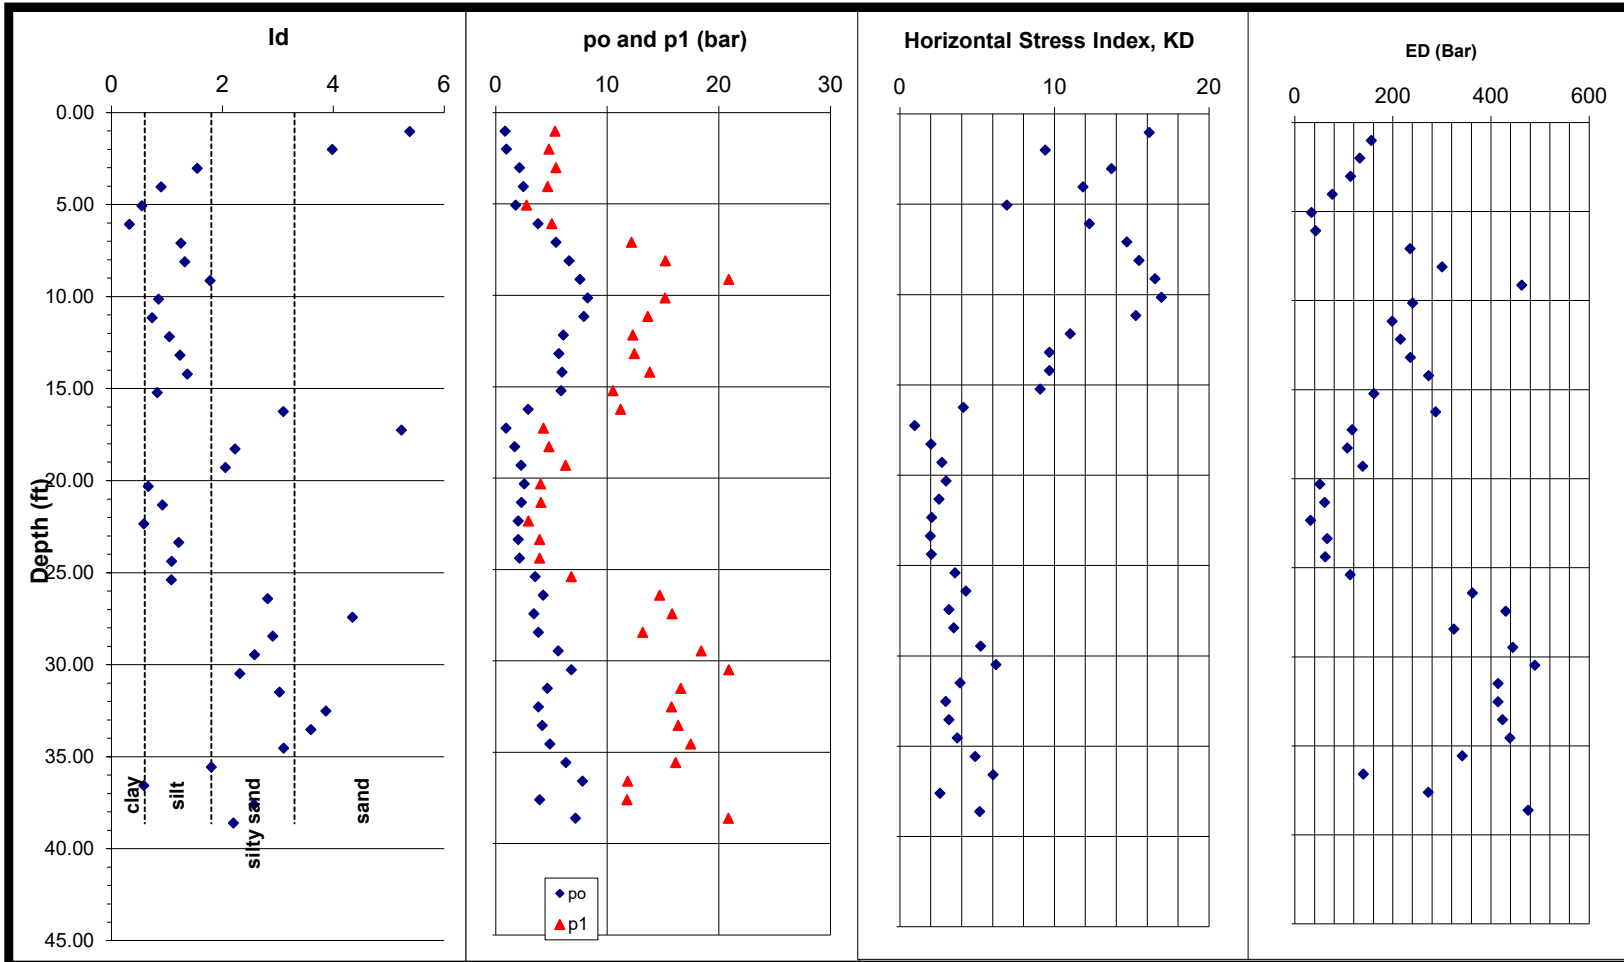 Id
po and p1 (bar)
Horizontal Stress Index, KD
ED (Bar)
0 2 4 6
0 10 20 30
0 10 20
0 200 400 600
0.00
5.00
10.00
15.00
20.00
25.00
30.00
35.00
40.00
45.00
Depth (ft)
clay
silt
silty sand
sand
po
p1